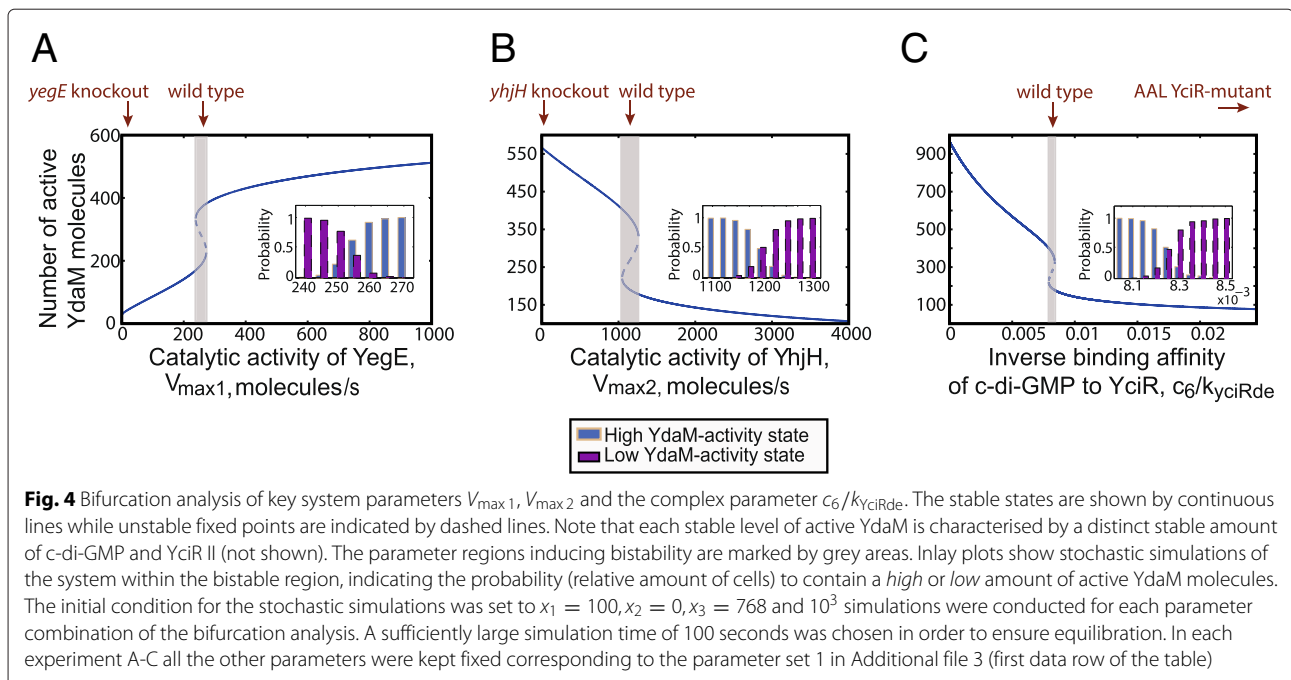 A
B
C
yegE knockout
wild type
yhjH knockout
wild type
wild type
AAL YciR-mutant
Number of active
YdaM molecules
600
400
200
0
0
200
400
600
800
1000
Catalytic activity of YegE,
Vmax1, molecules/s
Probability
1
0.5
0
240
250
260
270
550
450
350
250
150
0
1000
2000
3000
4000
Catalytic activity of YhjH,
Vmax2, molecules/s
Probability
1
0.5
0
1100
1200
1300
900
700
500
300
100
0
0.005
0.01
0.015
0.02
Inverse binding affinity
of c-di-GMP to YciR, c6/kyciRde
Probability
1
0.5
0
8.1
8.3
8.5
x10−3
High YdaM-activity state
Low YdaM-activity state
Fig. 4 Bifurcation analysis of key system parameters Vmax 1, Vmax 2 and the complex parameter c6/kYciRde. The stable states are shown by continuous
lines while unstable fixed points are indicated by dashed lines. Note that each stable level of active YdaM is characterised by a distinct stable amount
of c-di-GMP and YciR II (not shown). The parameter regions inducing bistability are marked by grey areas. Inlay plots show stochastic simulations of
the system within the bistable region, indicating the probability (relative amount of cells) to contain a high or low amount of active YdaM molecules.
The initial condition for the stochastic simulations was set to x1 = 100, x2 = 0, x3 = 768 and 10³ simulations were conducted for each parameter
combination of the bifurcation analysis. A sufficiently large simulation time of 100 seconds was chosen in order to ensure equilibration. In each
experiment A-C all the other parameters were kept fixed corresponding to the parameter set 1 in Additional file 3 (first data row of the table)